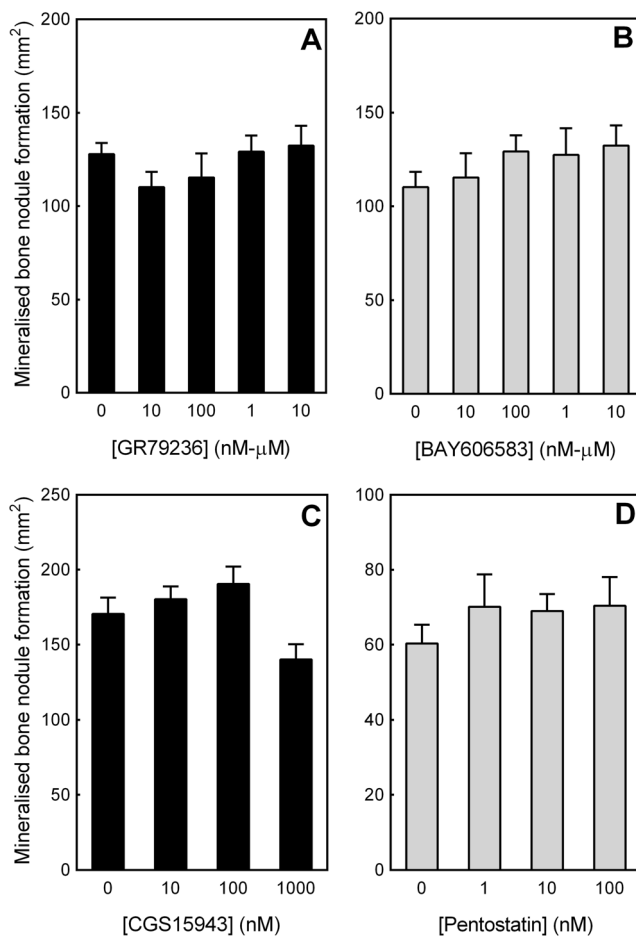 A
Mineralised bone nodule formation (mm²)
200
150
100
50
0
0 10 100 1 10
[GR79236] (nM-μM)
B
200
150
100
50
0
0 10 100 1 10
[BAY606583] (nM-μM)
C
Mineralised bone nodule formation (mm²)
250
200
150
100
50
0
0 10 100 1000
[CGS15943] (nM)
D
100
80
60
40
20
0
0 1 10 100
[Pentostatin] (nM)